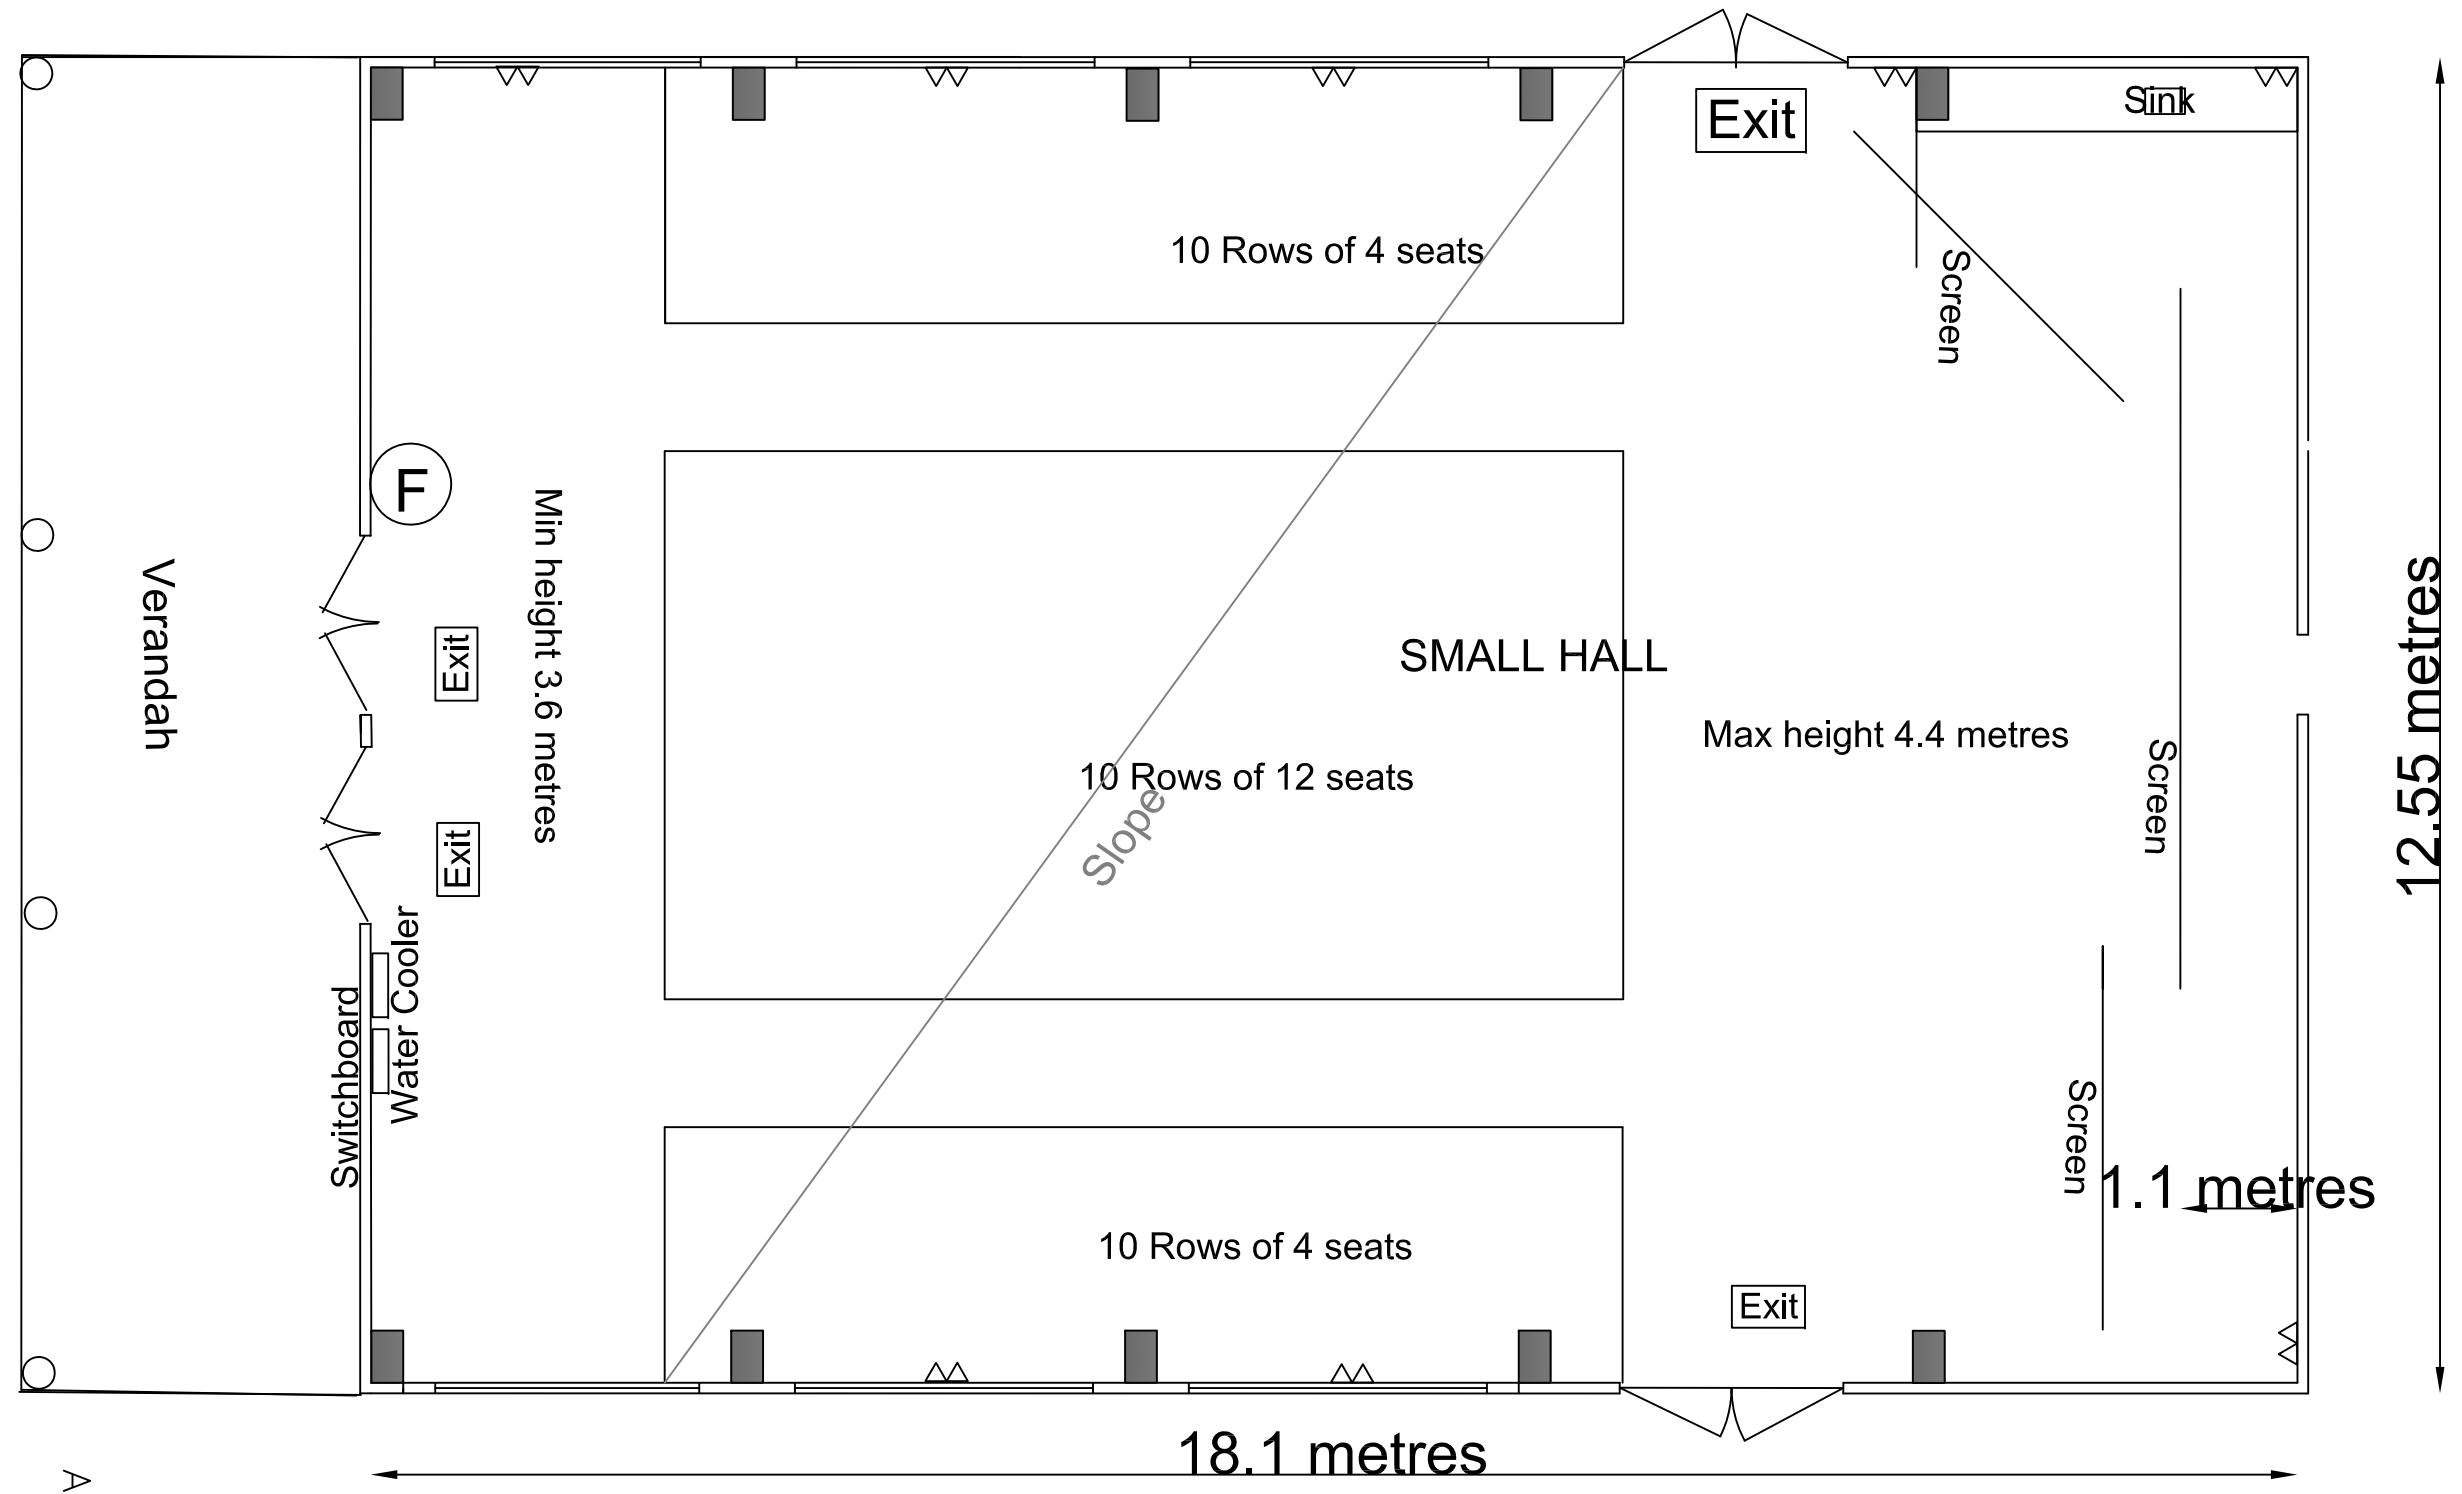 Exit
Sink
10 Rows of 4 seats
Screen
F
Min height 3.6 metres
Verandah
Exit
SMALL HALL
Max height 4.4 metres
10 Rows of 12 seats
Slope
Screen
12.55 metres
Exit
Water Cooler
Switchboard
Screen
1.1 metres
10 Rows of 4 seats
Exit
18.1 metres
A